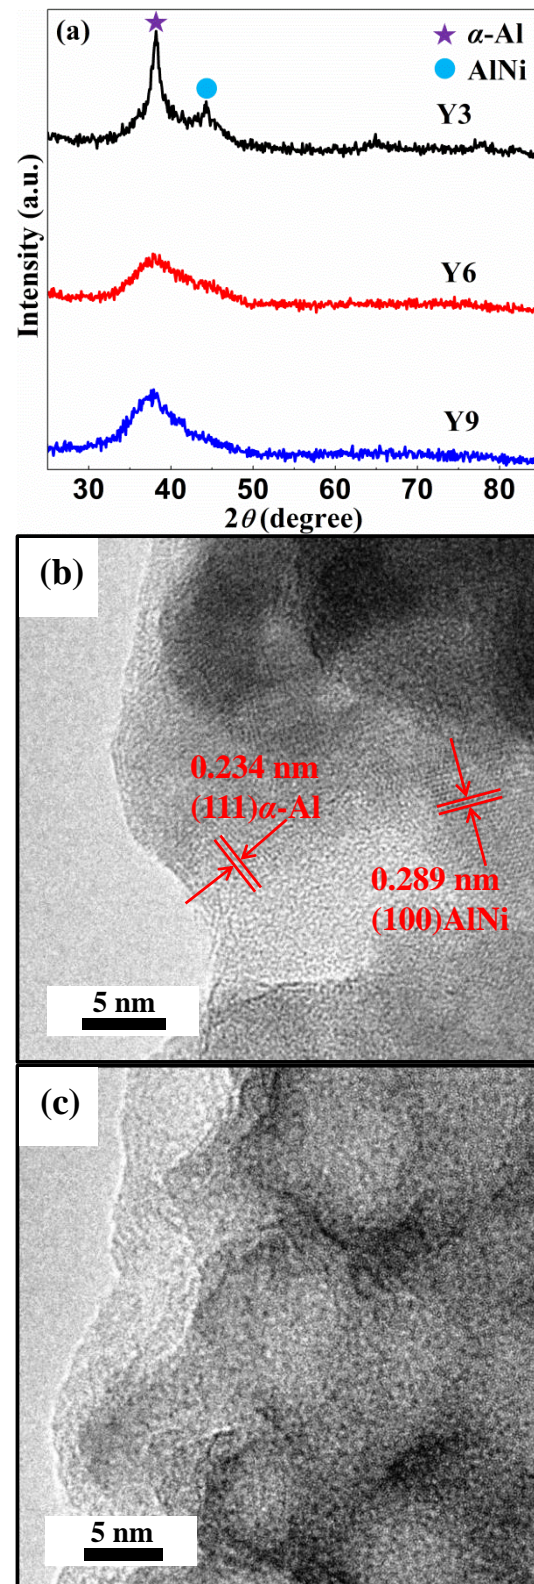 (a)
α-Al
AlNi
Y3
Y6
Y9
Intensity (a.u.)
30 40 50 60 70 80
2θ (degree)
(b)
0.234 nm
(111)α-Al
0.289 nm
(100)AlNi
5 nm
(c)
5 nm